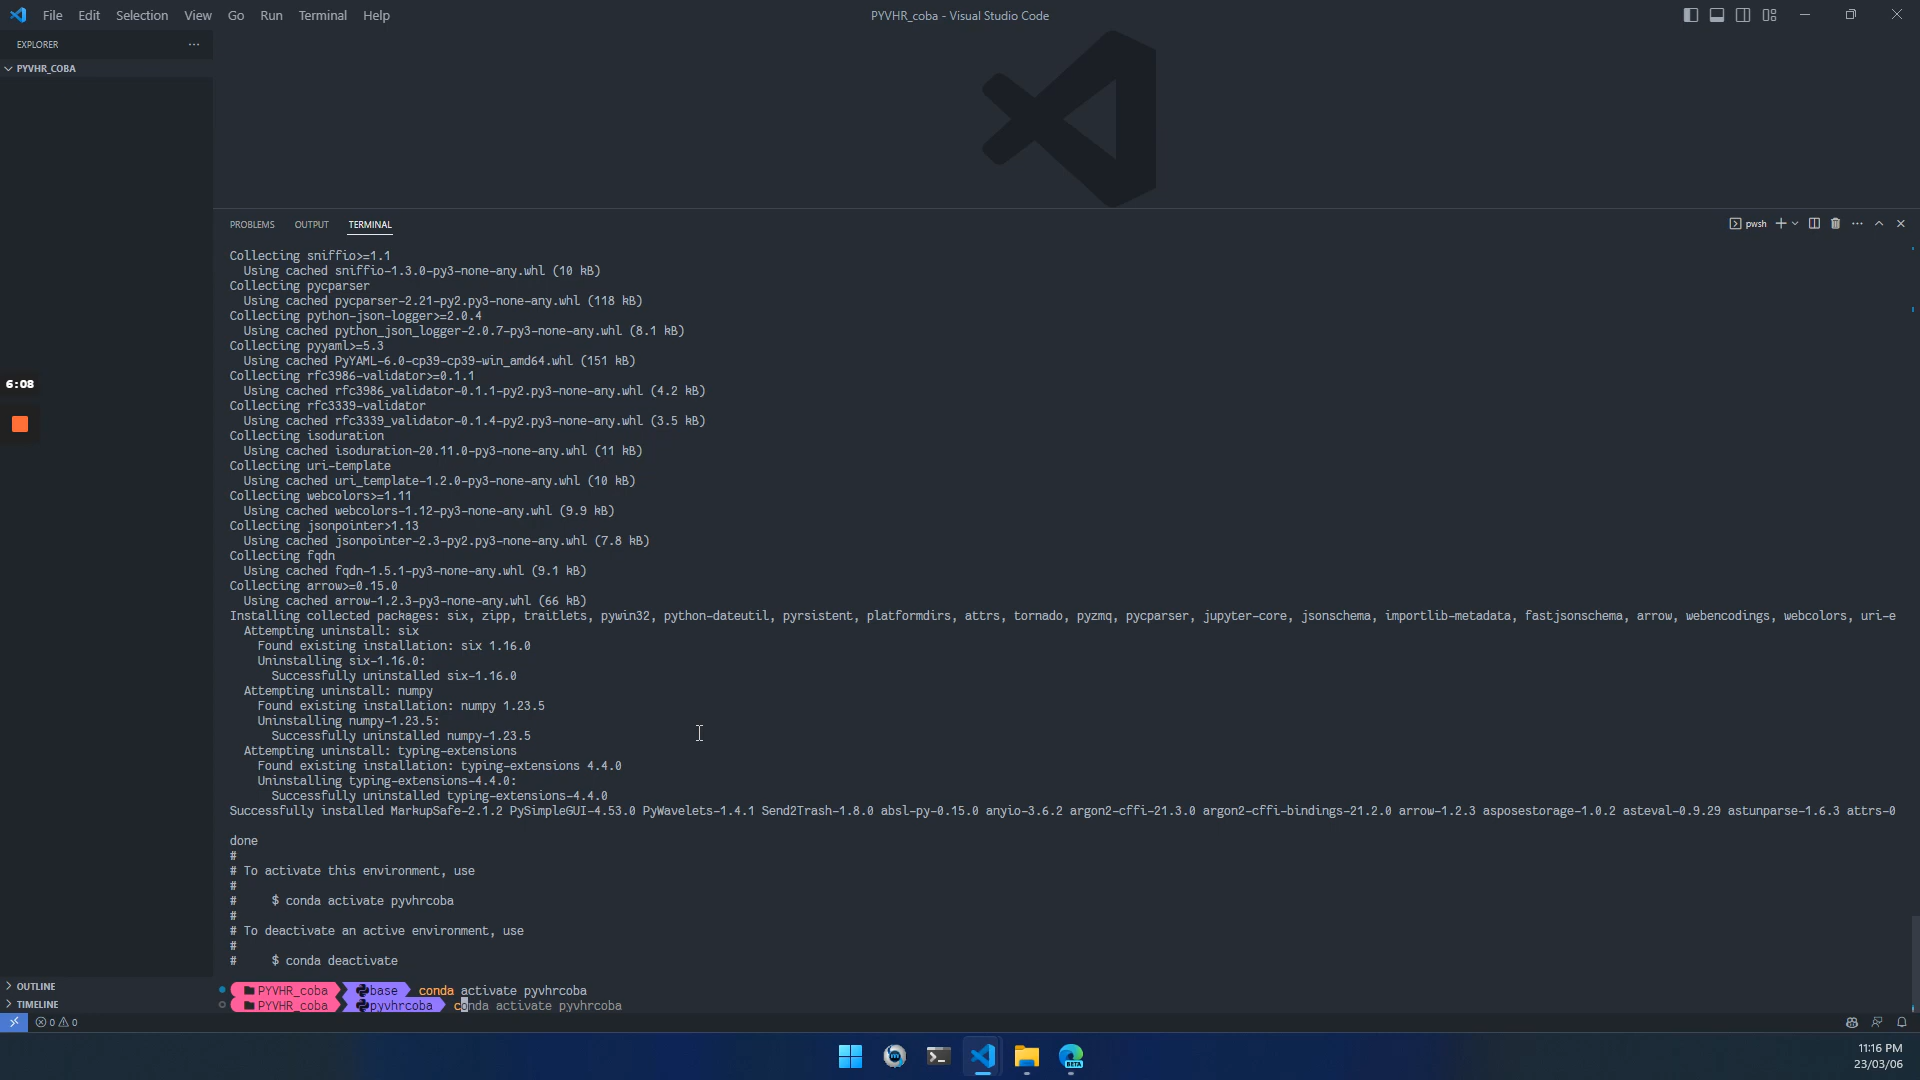 File Edit Selection View Go Run Terminal Help
PYVHR_coba - Visual Studio Code
EXPLORER
PYVHR_COBA
PROBLEMS OUTPUT TERMINAL
pwsh
Collecting sniffio>=1.1
Using cached sniffio-1.3.0-py3-none-any.whl (10 kB)
Collecting pycparser
Using cached pycparser-2.21-py2.py3-none-any.whl (118 kB)
Collecting python-json-logger>=2.0.4
Using cached python_json_logger-2.0.7-py3-none-any.whl (8.1 kB)
Collecting pyyaml>=5.3
Using cached PyYAML-6.0-cp39-cp39-win_amd64.whl (151 kB)
Collecting rfc3986-validator>=0.1.1
6:08
Using cached rfc3986_validator-0.1.1-py2.py3-none-any.whl (4.2 kB)
Collecting rfc3339-validator
Using cached rfc3339_validator-0.1.4-py2.py3-none-any.whl (3.5 kB)
Collecting isoduration
Using cached isoduration-20.11.0-py3-none-any.whl (11 kB)
Collecting uri-template
Using cached uri_template-1.2.0-py3-none-any.whl (10 kB)
Collecting webcolors>=1.11
Using cached webcolors-1.12-py3-none-any.whl (9.9 kB)
Collecting jsonpointer>1.13
Using cached jsonpointer-2.3-py2.py3-none-any.whl (7.8 kB)
Collecting fqdn
Using cached fqdn-1.5.1-py3-none-any.whl (9.1 kB)
Collecting arrow>=0.15.0
Using cached arrow-1.2.3-py3-none-any.whl (66 kB)
Installing collected packages: six, zipp, traitlets, pywin32, python-dateutil, pyrsistent, platformdirs, attrs, tornado, pyzmq, pycparser, jupyter-core, jsonschema, importlib-metadata, fastjsonschema, arrow, webencodings, webcolors, uri-e
Attempting uninstall: six
Found existing installation: six 1.16.0
Uninstalling six-1.16.0:
Successfully uninstalled six-1.16.0
Attempting uninstall: numpy
Found existing installation: numpy 1.23.5
Uninstalling numpy-1.23.5:
Successfully uninstalled numpy-1.23.5
Attempting uninstall: typing-extensions
Found existing installation: typing-extensions 4.4.0
Uninstalling typing-extensions-4.4.0:
Successfully uninstalled typing-extensions-4.4.0
Successfully installed MarkupSafe-2.1.2 PySimpleGUI-4.53.0 PyWavelets-1.4.1 Send2Trash-1.8.0 absl-py-0.15.0 anyio-3.6.2 argon2-cffi-21.3.0 argon2-cffi-bindings-21.2.0 arrow-1.2.3 asposestorage-1.0.2 asteval-0.9.29 astunparse-1.6.3 attrs-0
done
#
# To activate this environment, use
#
# $ conda activate pyvhrcoba
#
# To deactivate an active environment, use
#
# $ conda deactivate
OUTLINE
PYVHR_coba base conda activate pyvhrcoba
TIMELINE
PYVHR_coba pyvhrcoba conda activate pyvhrcoba
0 0
BETA
11:16 PM
23/03/06